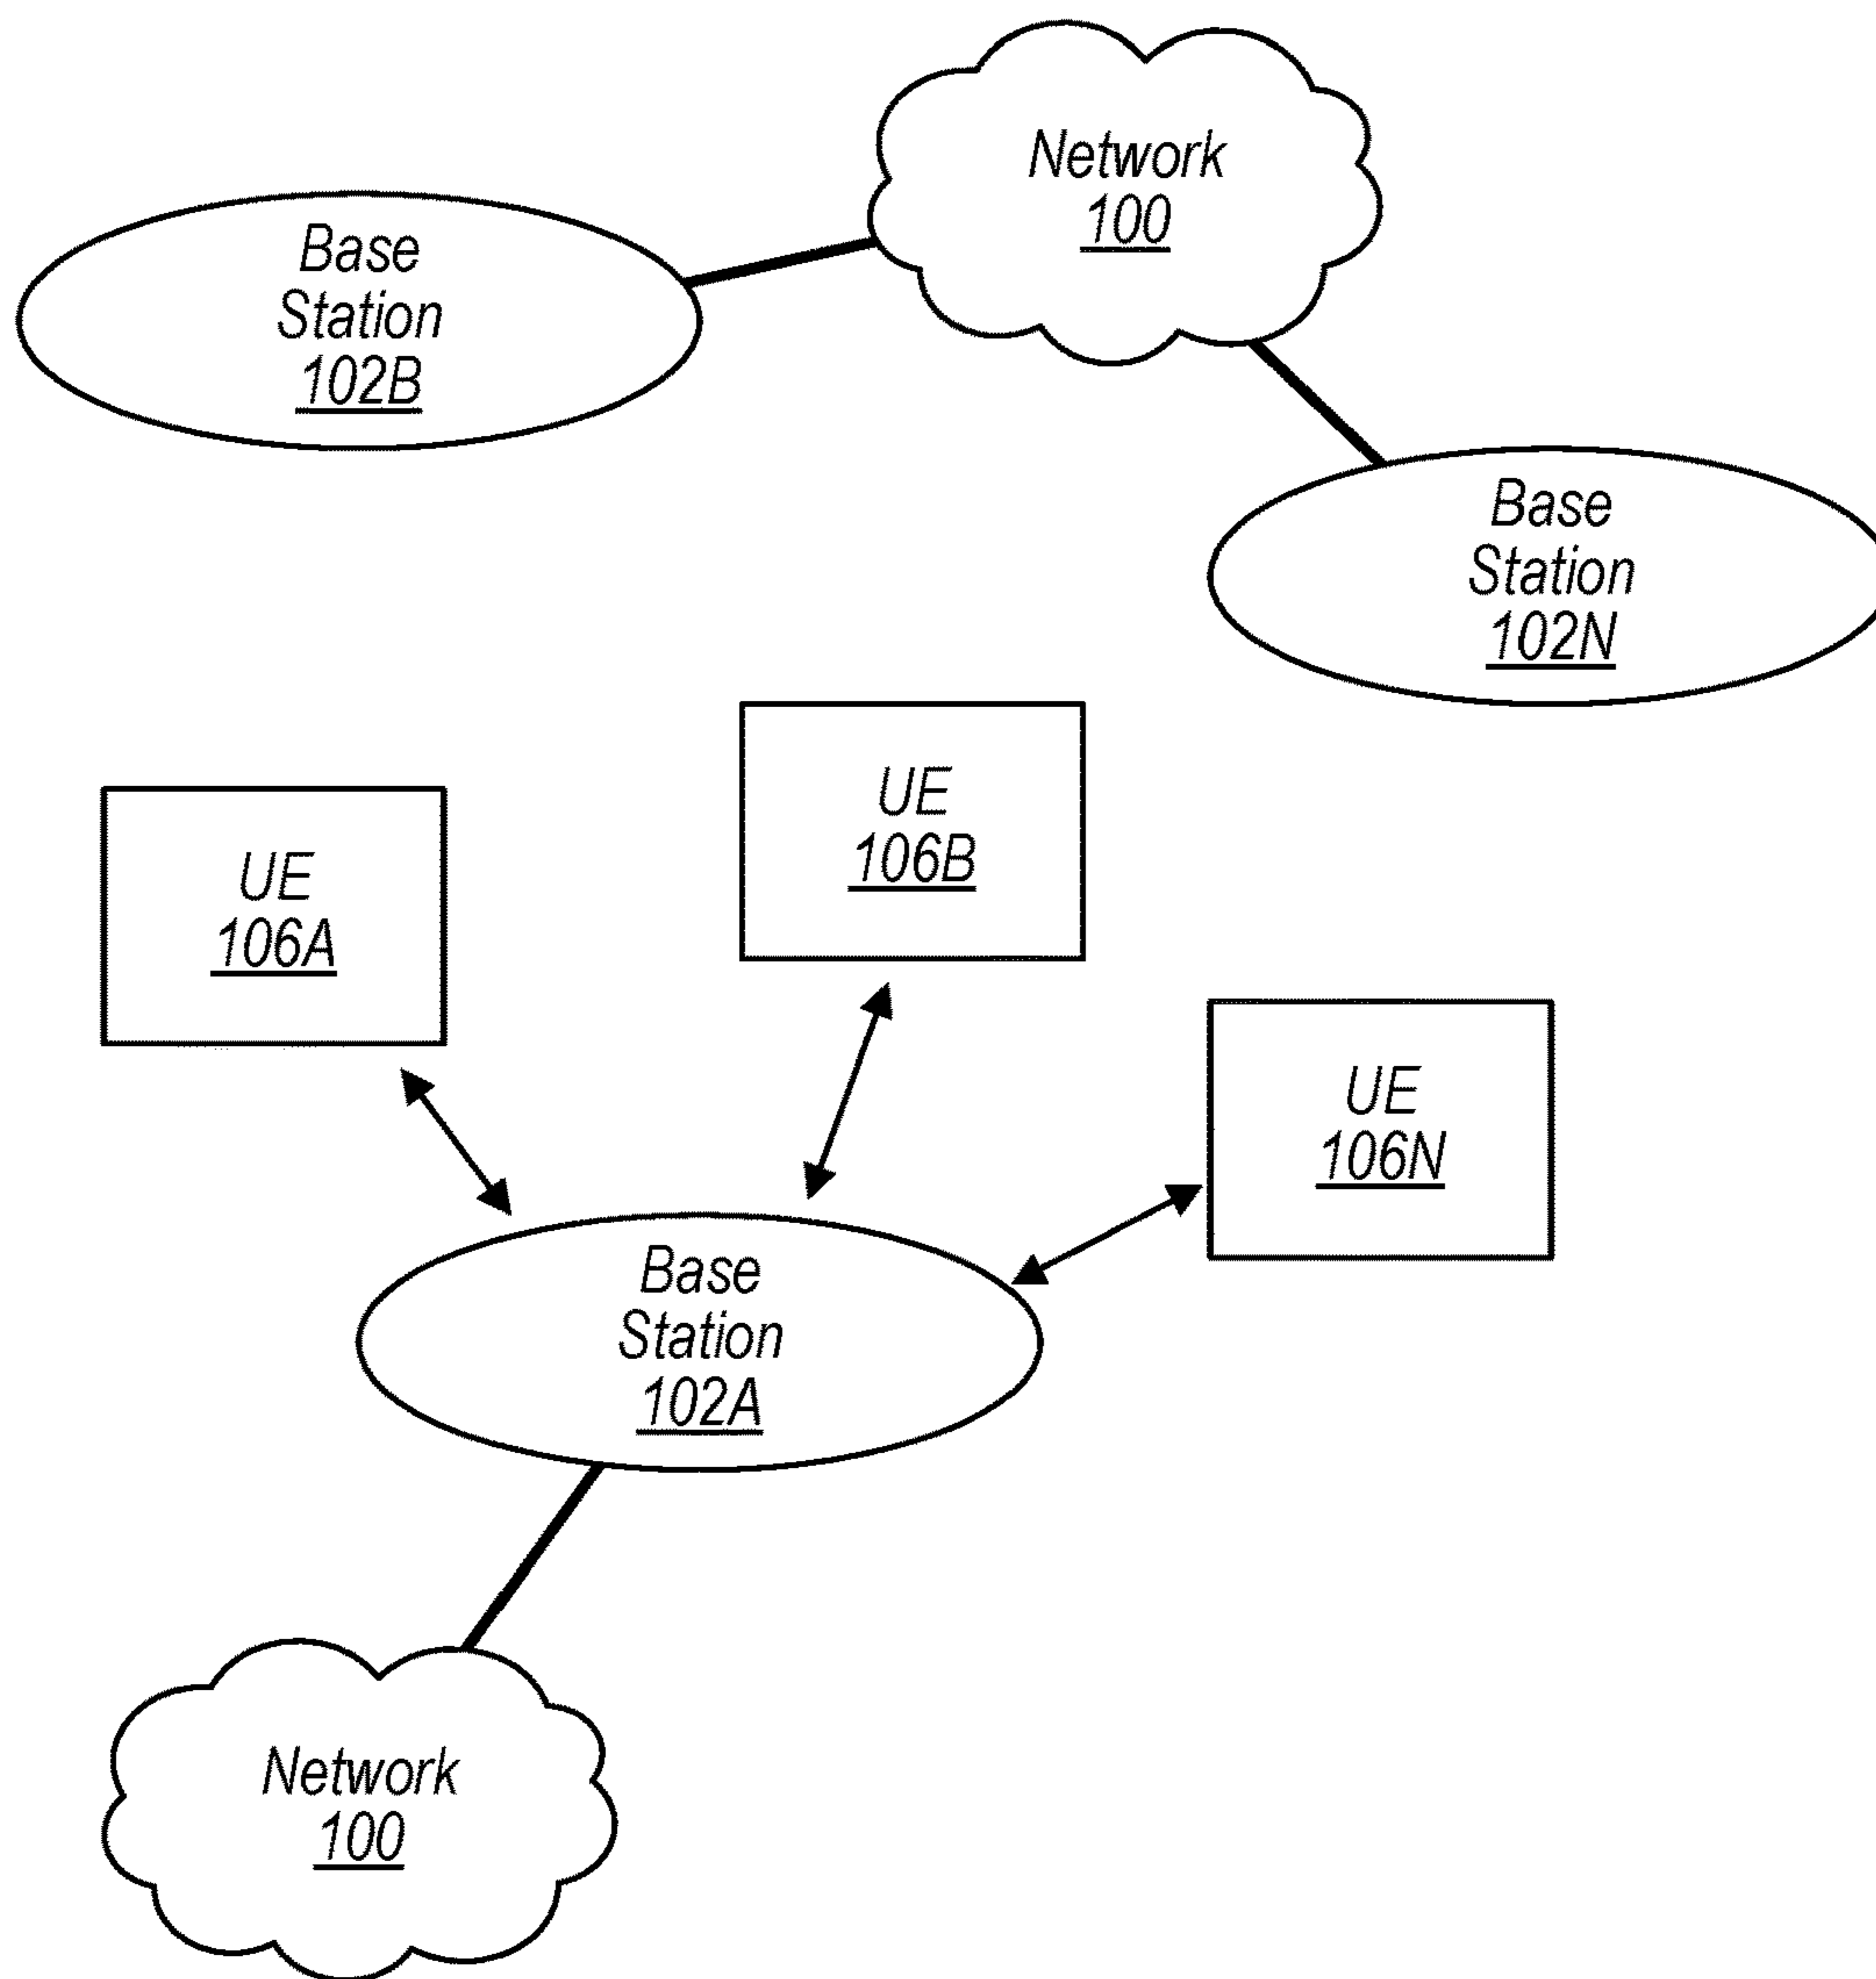 Network
100
Base
Station
102B
Base
Station
102N
UE
106B
UE
106A
UE
106N
Base
Station
102A
Network
100